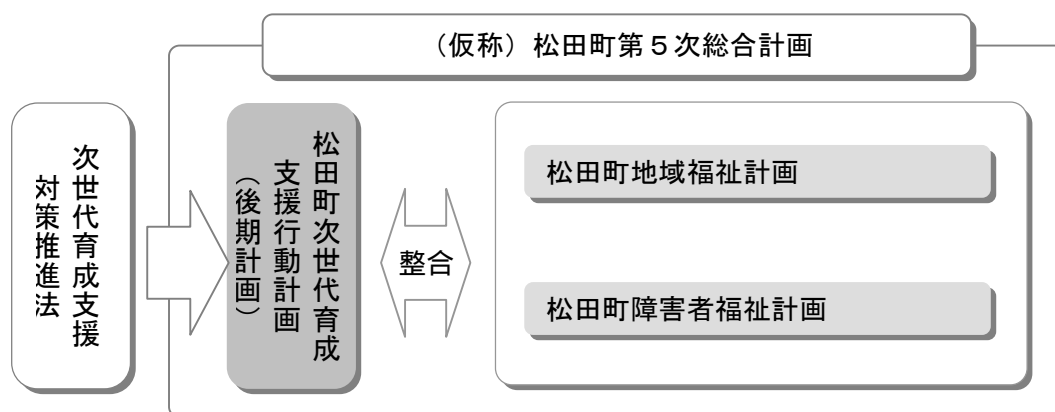 （仮称）松田町第５次総合計画
次世代育成支援
対策推進法
松田町次世代育成
支援行動計画
（後期計画）
整合
松田町地域福祉計画
松田町障害者福祉計画